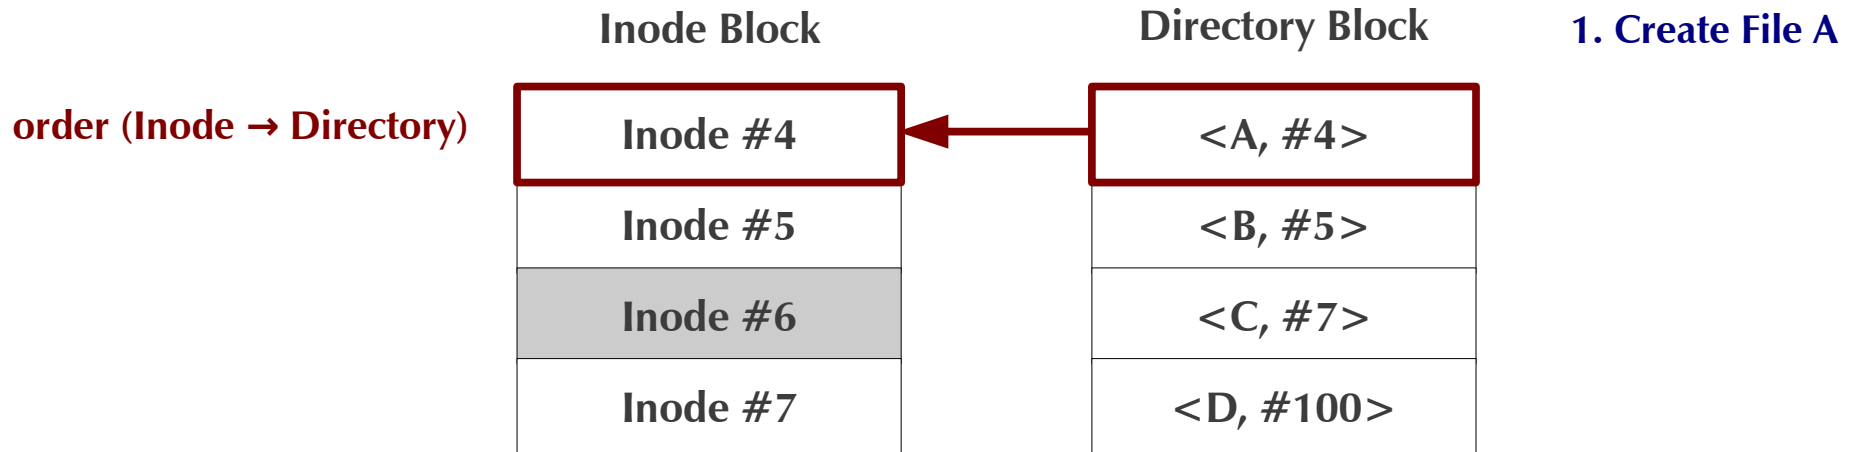 Inode Block
Directory Block
1. Create File A
order (Inode → Directory)
Inode #4
<A, #4>
Inode #5
<B, #5>
Inode #6
<C, #7>
Inode #7
<D, #100>